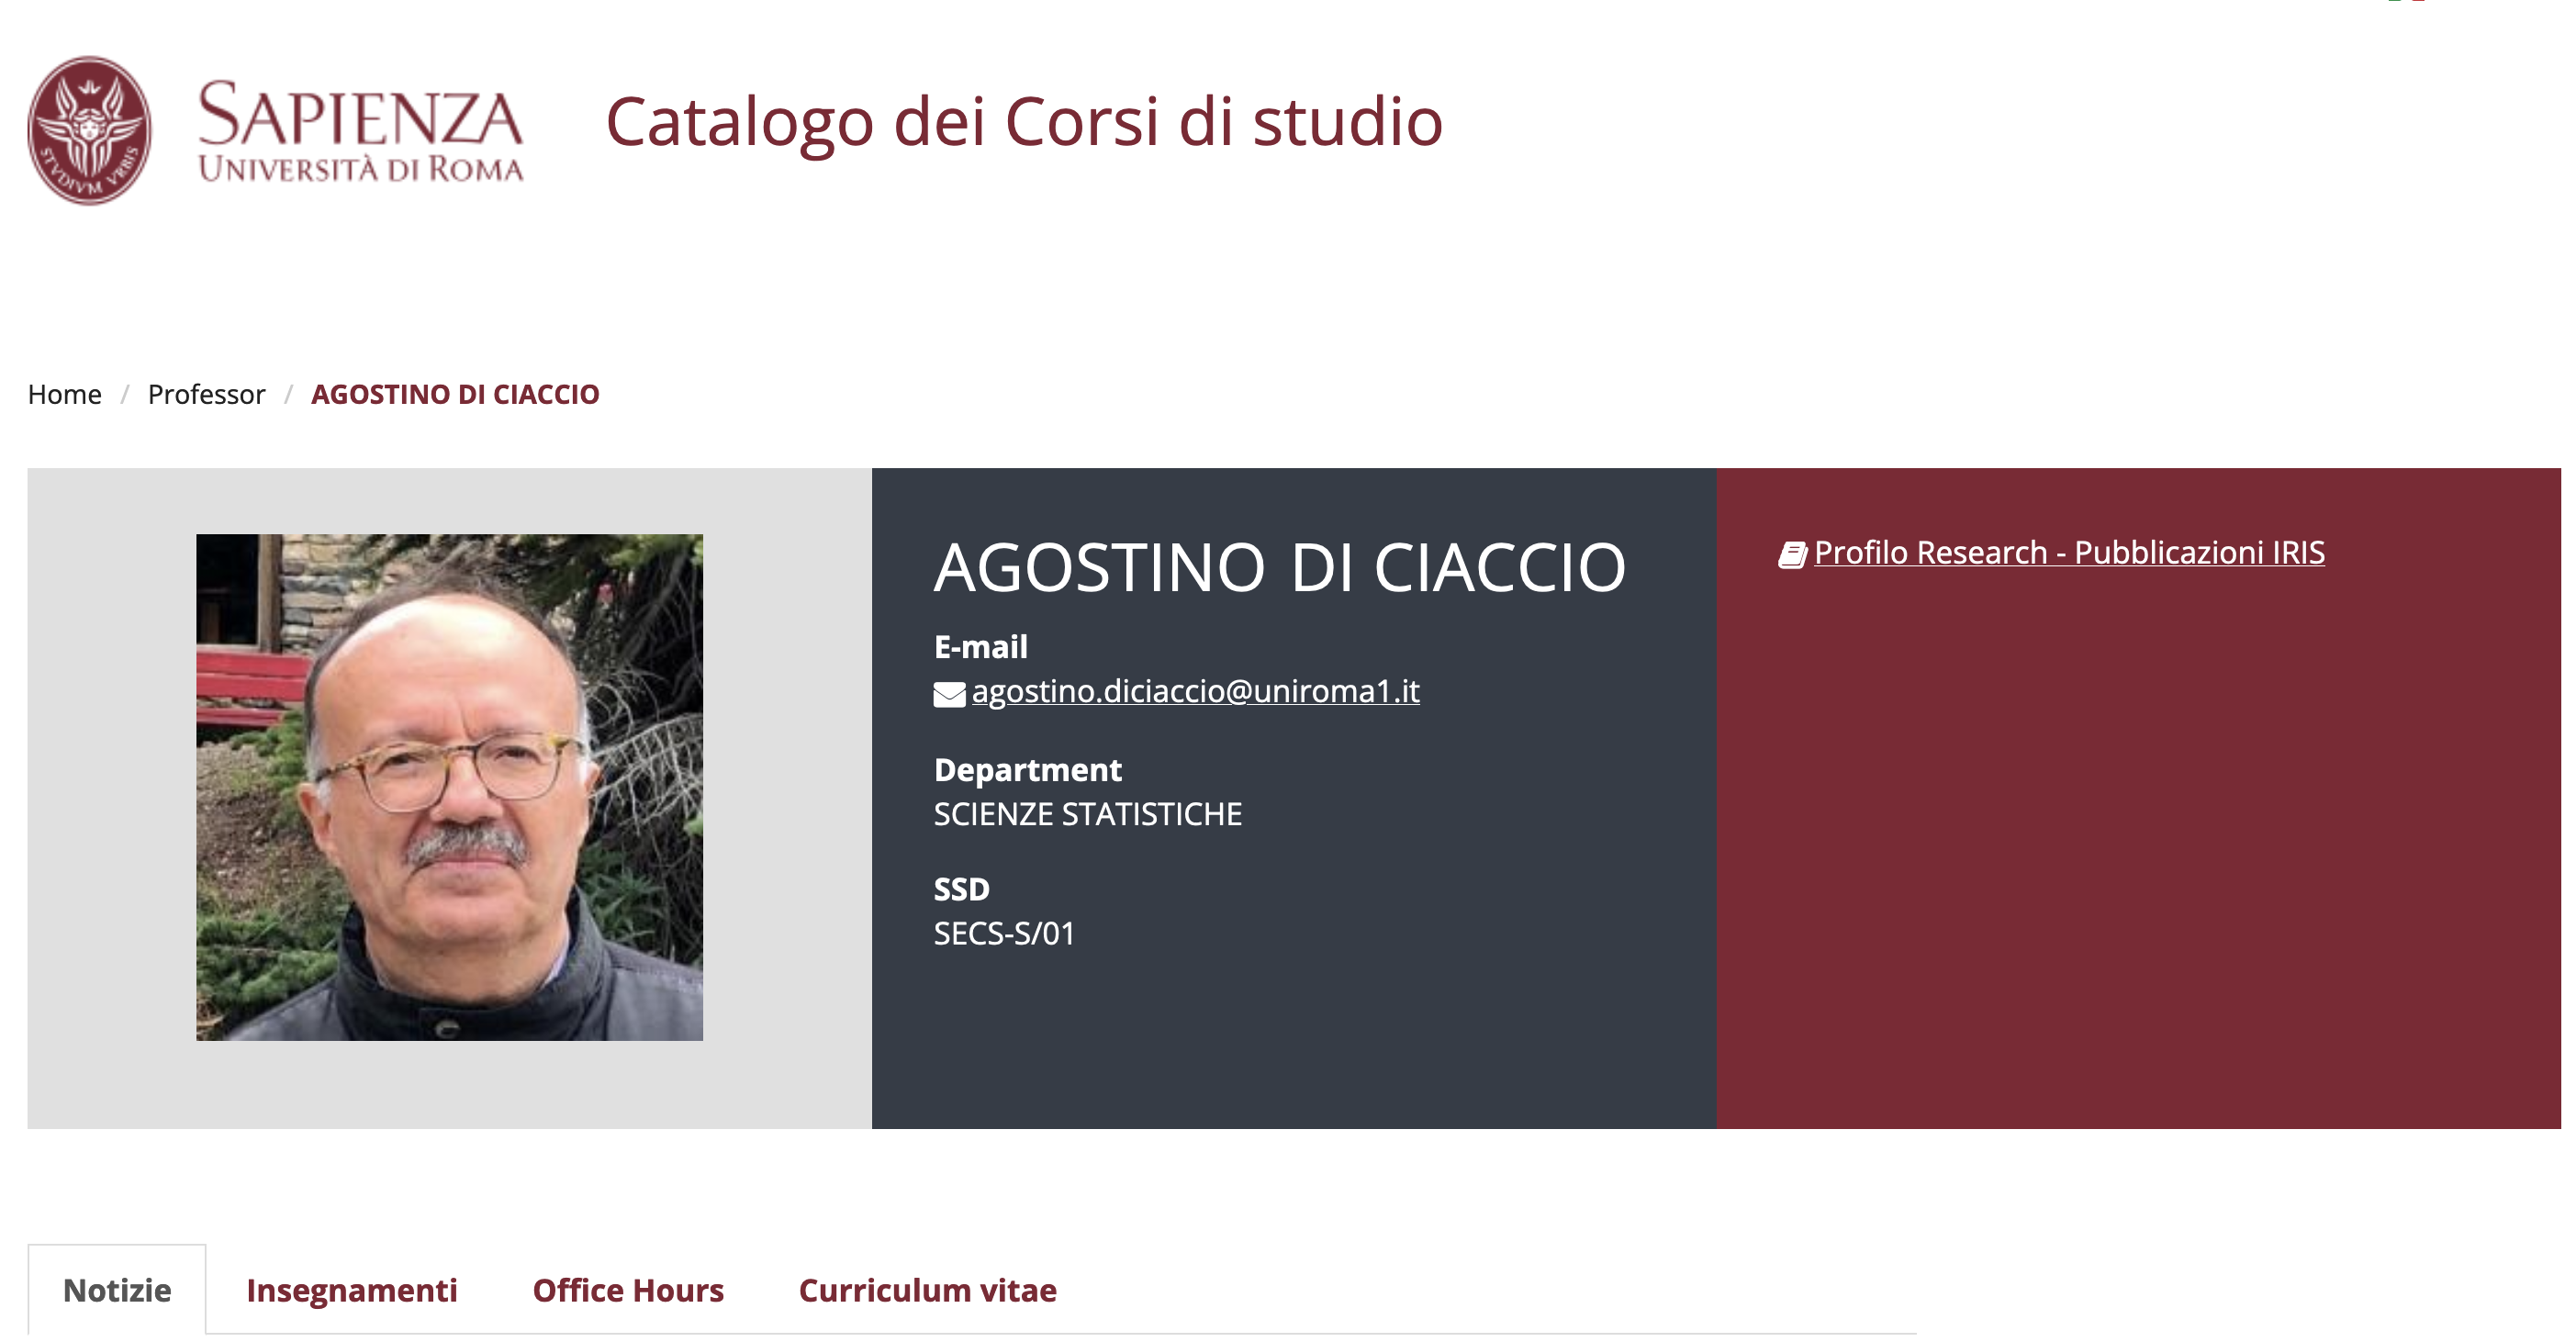 SAPIENZA
UNIVERSITÀ DI ROMA
STVDIVM VRBIS
Catalogo dei Corsi di studio
Home / Professor / AGOSTINO DI CIACCIO
AGOSTINO DI CIACCIO
E-mail
agostino.diciaccio@uniroma1.it
Department
SCIENZE STATISTICHE
SSD
SECS-S/01
Profilo Research - Pubblicazioni IRIS
Notizie
Insegnamenti
Office Hours
Curriculum vitae